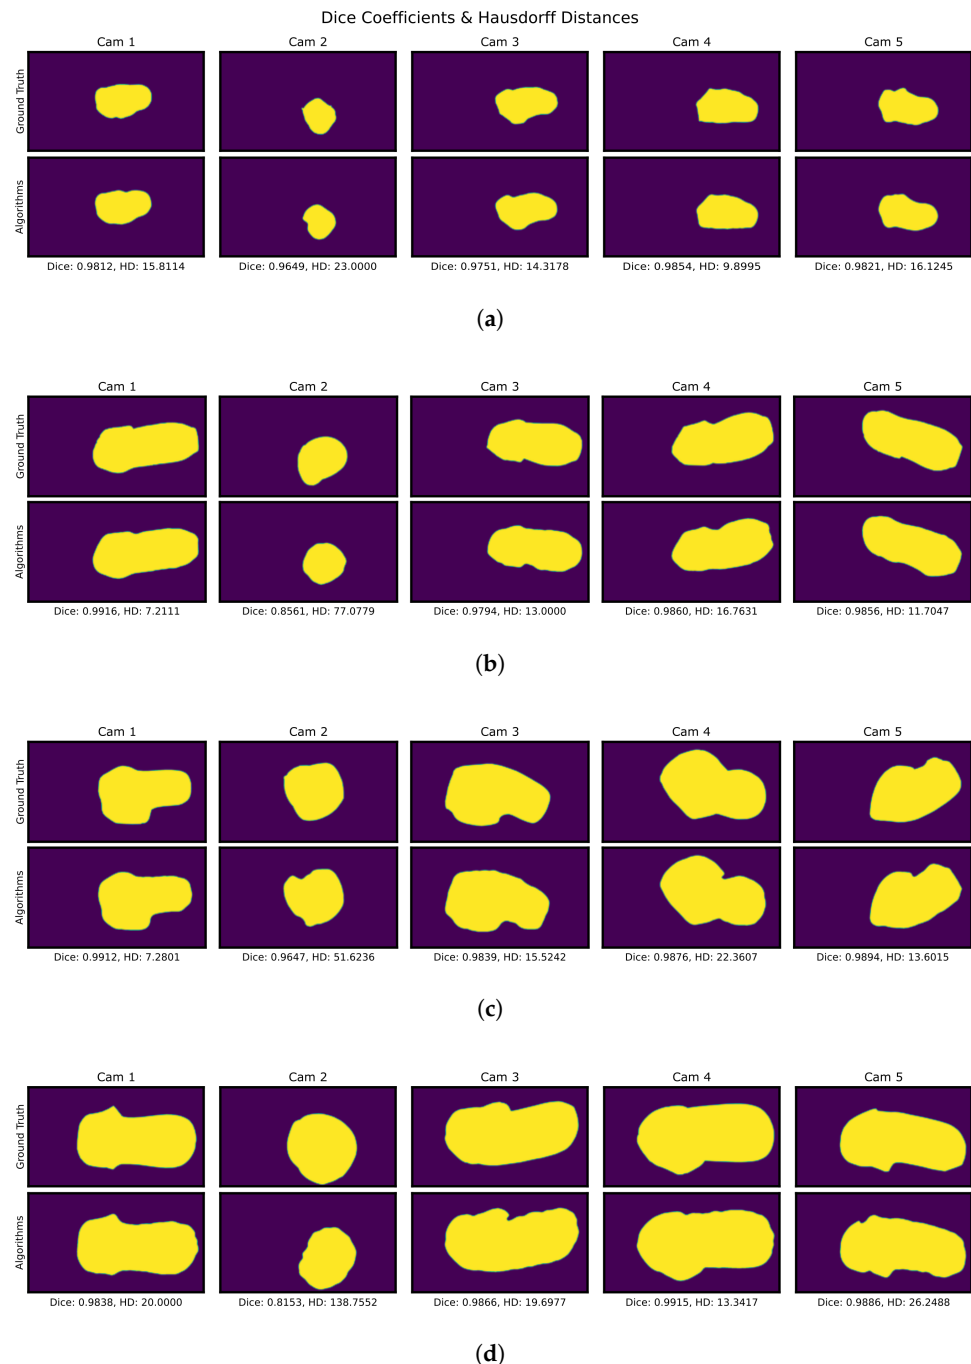 Dice Coefficients & Hausdorff Distances
Cam 1 Cam 2 Cam 3 Cam 4 Cam 5
Ground Truth
Algorithms
Dice: 0.9812, HD: 15.8114 Dice: 0.9649, HD: 23.0000 Dice: 0.9751, HD: 14.3178 Dice: 0.9854, HD: 9.8995 Dice: 0.9821, HD: 16.1245
(a)
Cam 1 Cam 2 Cam 3 Cam 4 Cam 5
Ground Truth
Algorithms
Dice: 0.9916, HD: 7.2111 Dice: 0.8561, HD: 77.0779 Dice: 0.9794, HD: 13.0000 Dice: 0.9860, HD: 16.7631 Dice: 0.9856, HD: 11.7047
(b)
Cam 1 Cam 2 Cam 3 Cam 4 Cam 5
Ground Truth
Algorithms
Dice: 0.9912, HD: 7.2801 Dice: 0.9647, HD: 51.6236 Dice: 0.9839, HD: 15.5242 Dice: 0.9876, HD: 22.3607 Dice: 0.9894, HD: 13.6015
(c)
Cam 1 Cam 2 Cam 3 Cam 4 Cam 5
Ground Truth
Algorithms
Dice: 0.9838, HD: 20.0000 Dice: 0.8153, HD: 138.7552 Dice: 0.9866, HD: 19.6977 Dice: 0.9915, HD: 13.3417 Dice: 0.9886, HD: 26.2488
(d)